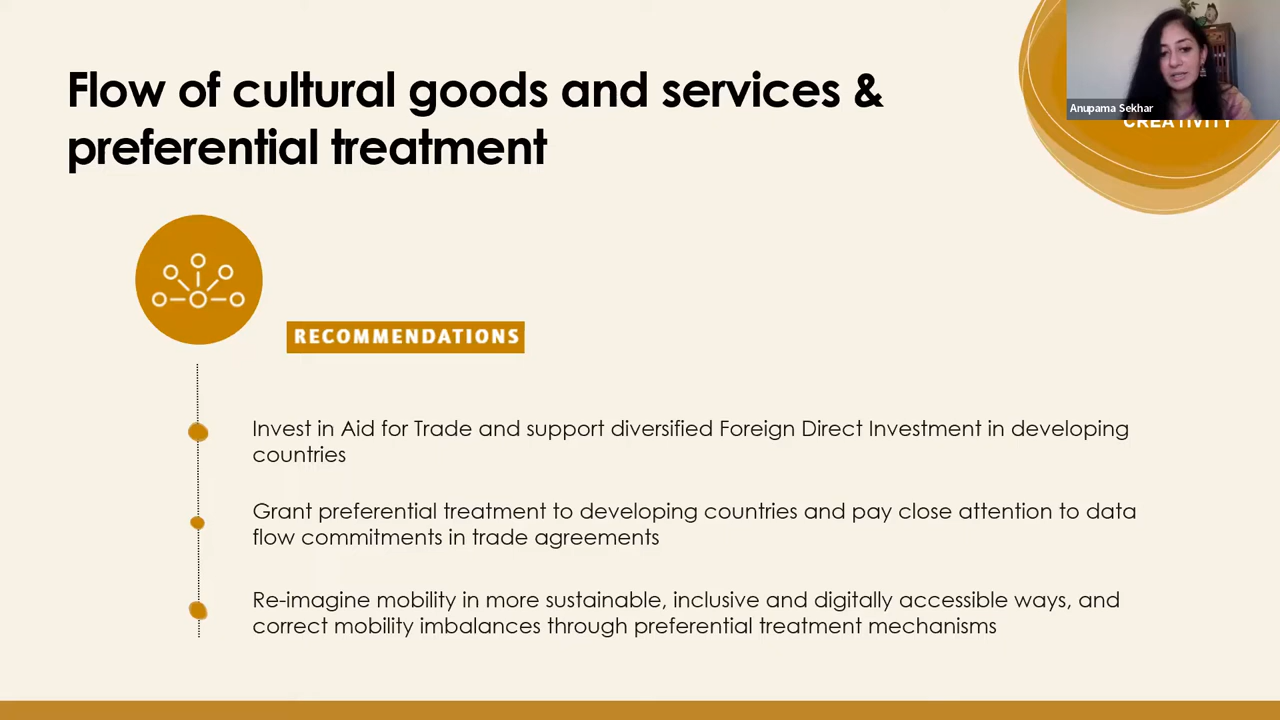 Flow of cultural goods and services &
preferential treatment
Anupama Sekhar
CREATIVITY
RECOMMENDATIONS
Invest in Aid for Trade and support diversified Foreign Direct Investment in developing
countries
Grant preferential treatment to developing countries and pay close attention to data
flow commitments in trade agreements
Re-imagine mobility in more sustainable, inclusive and digitally accessible ways, and
correct mobility imbalances through preferential treatment mechanisms